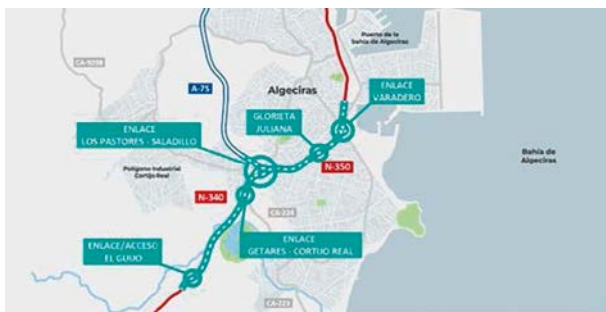 CA-9208
Puerto de la
bahía de Algeciras
A-7S
Algeciras
ENLACE
VARADERO
GLORIETA
JULIANA
ENLACE
LOS PASTORES - SALADILLO
N-350
Bahía de
Algeciras
Polígono Industrial
Cortijo Real
N-340
CA-224
ENLACE
GETARES - CORTIJO REAL
ENLACE/ACCESO
EL GUIJO
CA-223